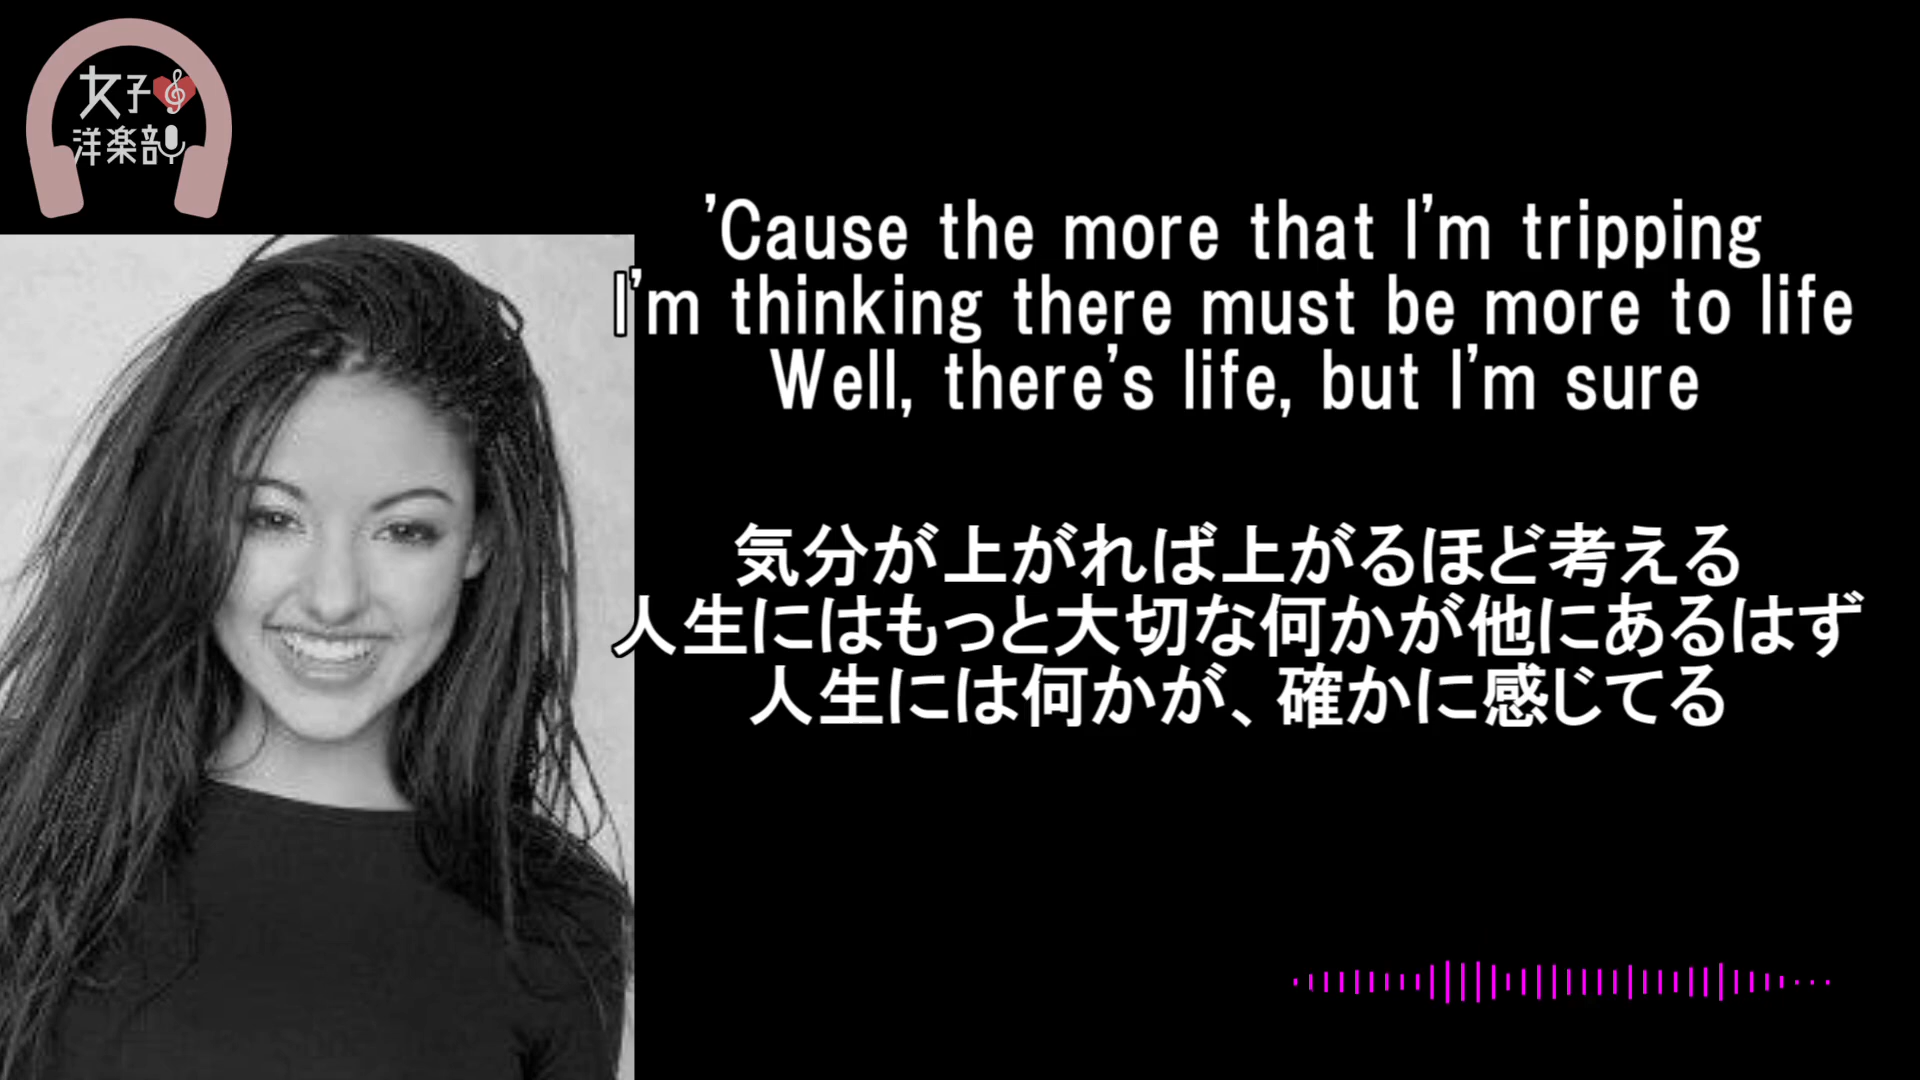 女子
洋楽部
'Cause the more that I'm tripping
I'm thinking there must be more to life
Well, there's life, but I'm sure
気分が上がれば上がるほど考える
人生にはもっと大切な何かが他にあるはず
人生には何かが、確かに感じてる